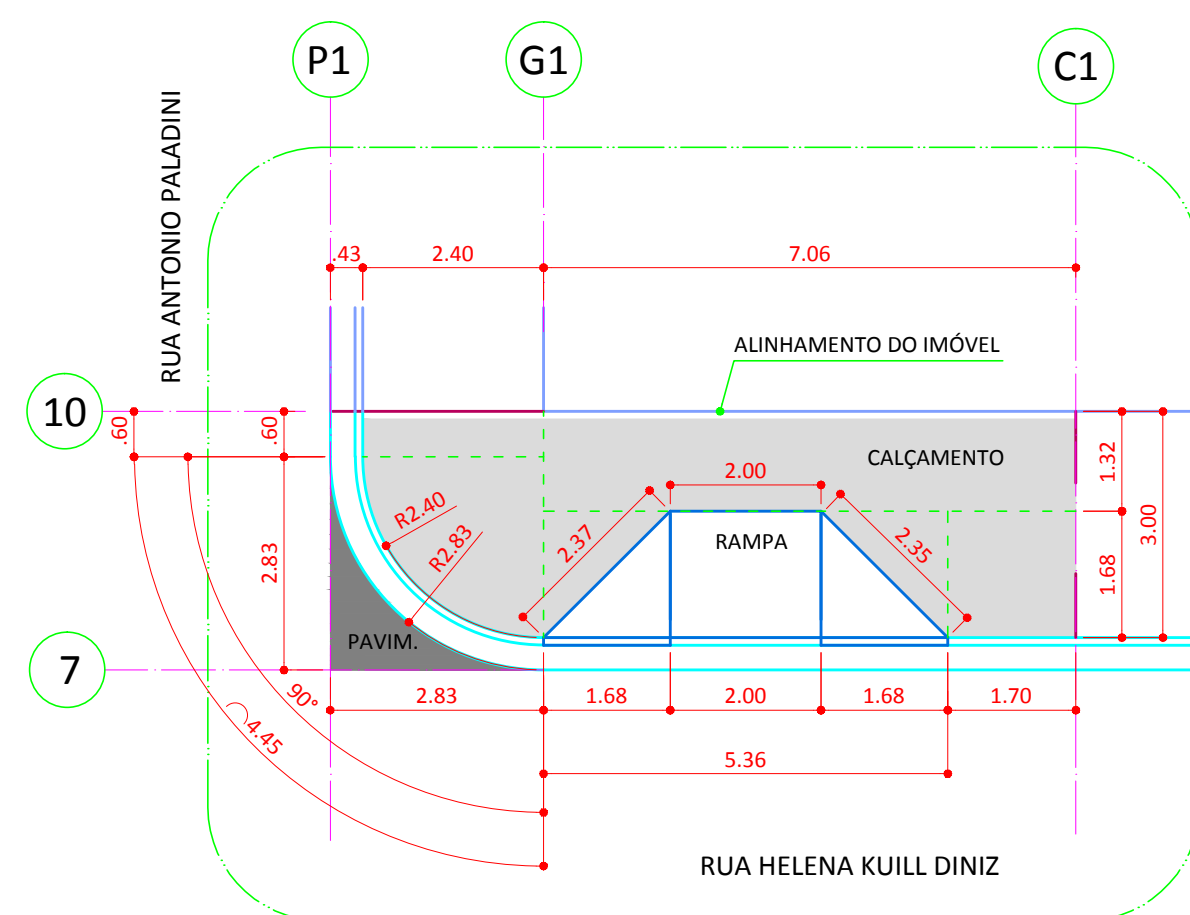 P1
G1
C1
RUA ANTONIO PALADINI
.43
2.40
7.06
ALINHAMENTO DO IMÓVEL
10
.60
.60
CALÇAMENTO
1.32
2.00
R2.40
R2.83
2.37
RAMPA
2.35
3.00
1.68
2.83
PAVIM.
7
90°
4.45
2.83
1.68
2.00
1.68
1.70
5.36
RUA HELENA KUILL DINIZ